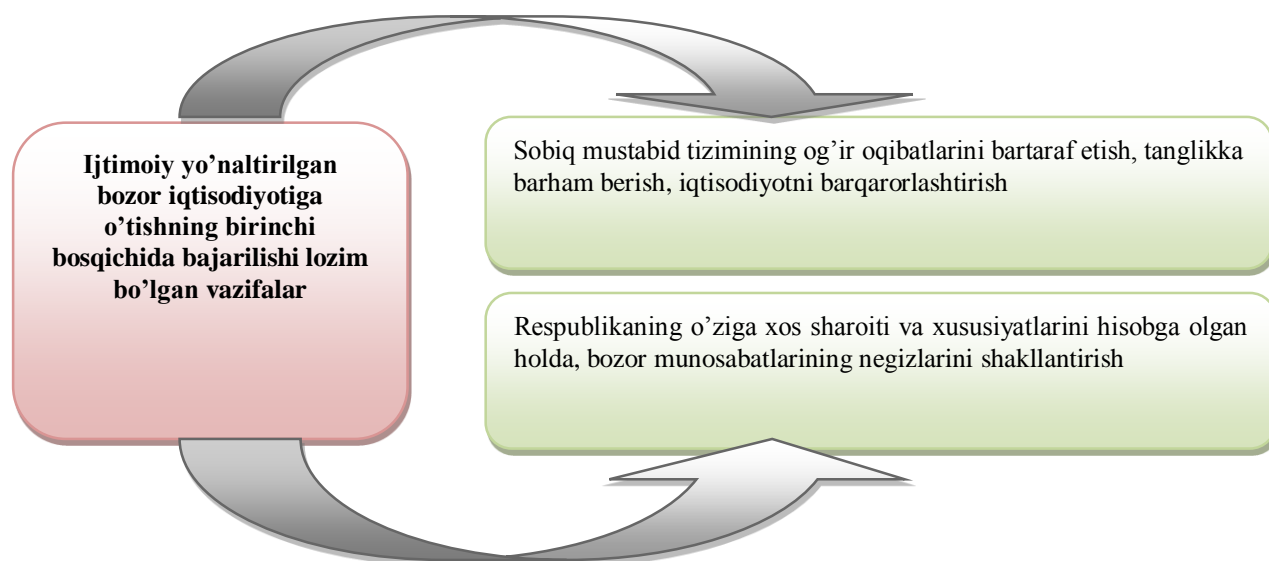 Ijtimoiy yo’naltirilgan
bozor iqtisodiyotiga
o’tishning birinchi
bosqichida bajarilishi lozim
bo’lgan vazifalar
Sobiq mustabid tizimining og’ir oqibatlarini bartaraf etish, tanglikka
barham berish, iqtisodiyotni barqarorlashtirish
Respublikaning o’ziga xos sharoiti va xususiyatlarini hisobga olgan
holda, bozor munosabatlarining negizlarini shakllantirish